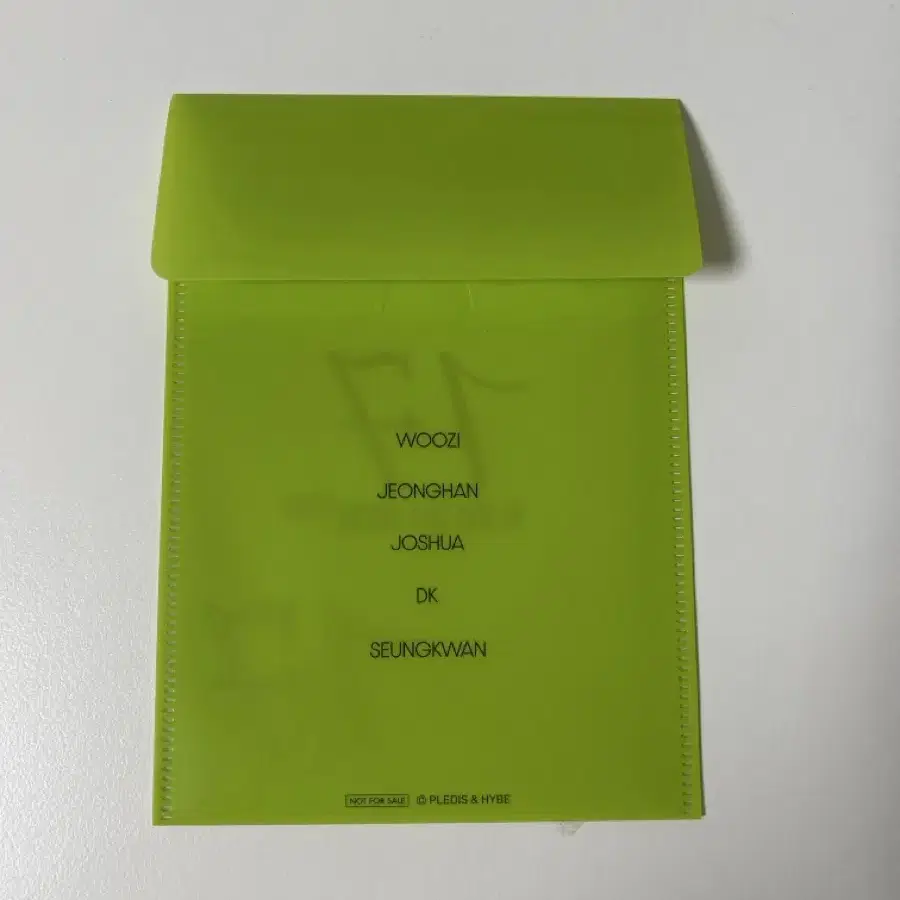 WOOZI
JEONGHAN
JOSHUA
DK
SEUNGKWAN
NOT FOR SALE © PLEDIS & HYBE